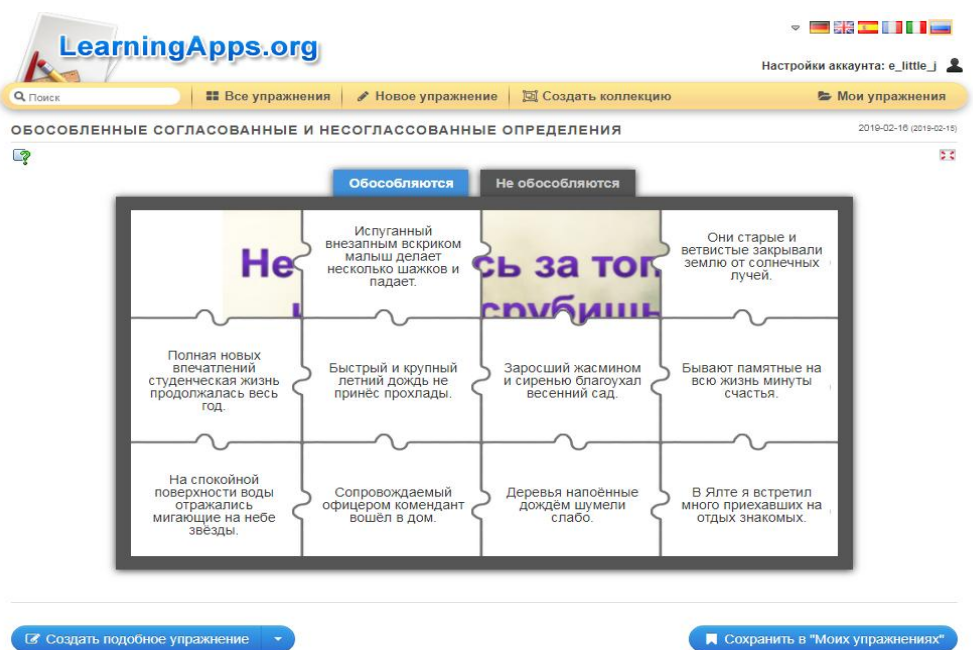 LearningApps.org
Настройки аккаунта: e_little_j
Поиск
Все упражнения
Новое упражнение
Создать коллекцию
Мои упражнения
ОБОСОБЛЕННЫЕ СОГЛАСОВАННЫЕ И НЕСОГЛАССОВАННЫЕ ОПРЕДЕЛЕНИЯ
2019-02-16 (2019-02-15)
Обособляются
Не обособляются
Не
Испуганный
внезапным вскриком
малыш делает
несколько шажков и
падает.
сь за топ
срубишь
Они старые и
ветвистые закрывали
землю от солнечных
лучей.
Полная новых
впечатлений
студенческая жизнь
продолжалась весь
год.
Быстрый и крупный
летний дождь не
принёс прохлады.
Заросший жасмином
и сиренью благоухал
весенний сад.
Бывают памятные на
всю жизнь минуты
счастья.
На спокойной
поверхности воды
отражались
мигающие на небе
звёзды.
Сопровождаемый
офицером комендант
вошёл в дом.
Деревья напоённые
дождём шумели
слабо.
В Ялте я встретил
много приехавших на
отдых знакомых.
Создать подобное упражнение
Сохранить в "Моих упражнениях"